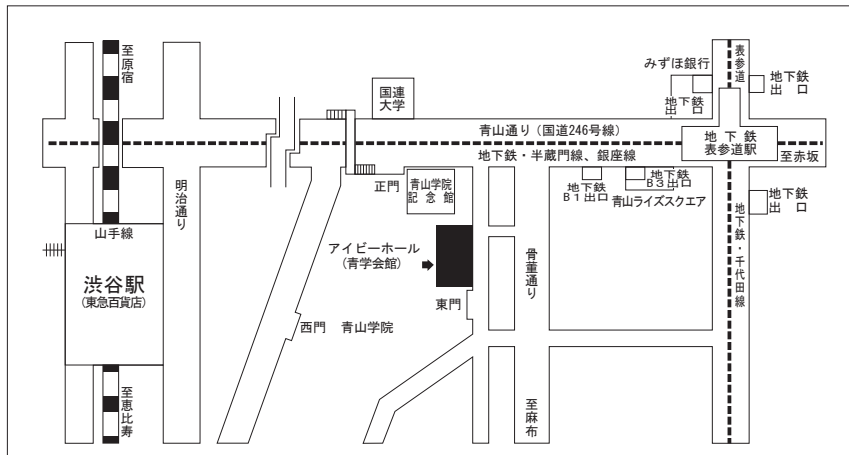 至原宿
国連
大学
みずほ銀行
表参道
地下鉄
出口
地下鉄
出口
青山通り(国道246号線)
地下鉄
表参道駅
至赤坂
地下鉄・半蔵門線、銀座線
明治通り
正門
青山学院
記念館
地下鉄
B1出口
地下鉄
B3出口
青山ライズスクエア
地下鉄
出口
地下鉄・千代田線
山手線
渋谷駅
(東急百貨店)
アイビーホール
(青学会館)
骨董通り
東門
西門
青山学院
至恵比寿
至麻布